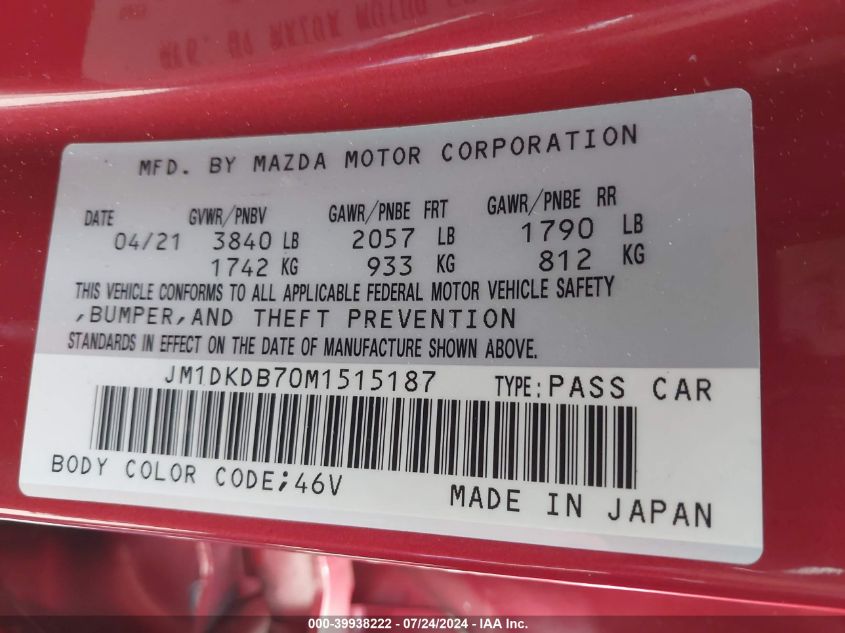 MFD. BY MAZDA MOTOR CORPORATION
DATE GVWR/PNBV GAWR/PNBE FRT GAWR/PNBE RR
04/21 3840 LB 2057 LB 1790 LB
1742 KG 933 KG 812 KG
THIS VEHICLE CONFORMS TO ALL APPLICABLE FEDERAL MOTOR VEHICLE SAFETY
,BUMPER,AND THEFT PREVENTION
STANDARDS IN EFFECT ON THE DATE OF MANUFACTURE SHOWN ABOVE.
JM1DKDB70M1515187 TYPE:PASS CAR
BODY COLOR CODE;46V
MADE IN JAPAN
000-39938222 - 07/24/2024 - IAA Inc.